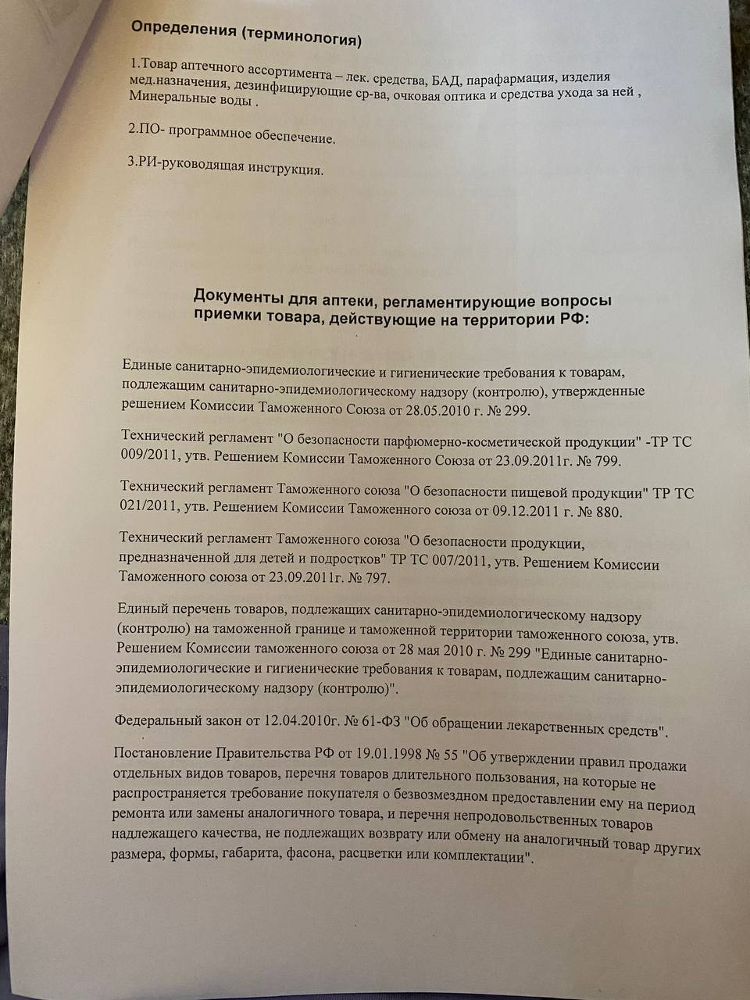 Определения (терминология)
1.Товар аптечного ассортимента – лек. средства, БАД, парафармация, изделия
мед.назначения, дезинфицирующие ср-ва, очковая оптика и средства ухода за ней ,
Минеральные воды .
2.ПО- программное обеспечение.
3.РИ-руководящая инструкция.
Документы для аптеки, регламентирующие вопросы
приемки товара, действующие на территории РФ:
Единые санитарно-эпидемиологические и гигиенические требования к товарам,
подлежащим санитарно-эпидемиологическому надзору (контролю), утвержденные
решением Комиссии Таможенного Союза от 28.05.2010 г. № 299.
Технический регламент "О безопасности парфюмерно-косметической продукции" -ТР ТС
009/2011, утв. Решением Комиссии Таможенного Союза от 23.09.2011г. № 799.
Технический регламент Таможенного союза "О безопасности пищевой продукции" ТР ТС
021/2011, утв. Решением Комиссии Таможенного союза от 09.12.2011 г. № 880.
Технический регламент Таможенного союза "О безопасности продукции,
предназначенной для детей и подростков" ТР ТС 007/2011, утв. Решением Комиссии
Таможенного союза от 23.09.2011г. № 797.
Единый перечень товаров, подлежащих санитарно-эпидемиологическому надзору
(контролю) на таможенной границе и таможенной территории таможенного союза, утв.
Решением Комиссии таможенного союза от 28 мая 2010 г. № 299 "Единые санитарно-
эпидемиологические и гигиенические требования к товарам, подлежащим санитарно-
эпидемиологическому надзору (контролю)".
Федеральный закон от 12.04.2010г. № 61-ФЗ "Об обращении лекарственных средств".
Постановление Правительства РФ от 19.01.1998 № 55 "Об утверждении правил продажи
отдельных видов товаров, перечня товаров длительного пользования, на которые не
распространяется требование покупателя о безвозмездном предоставлении ему на период
ремонта или замены аналогичного товара, и перечня непродовольственных товаров
надлежащего качества, не подлежащих возврату или обмену на аналогичный товар других
размера, формы, габарита, фасона, расцветки или комплектации".